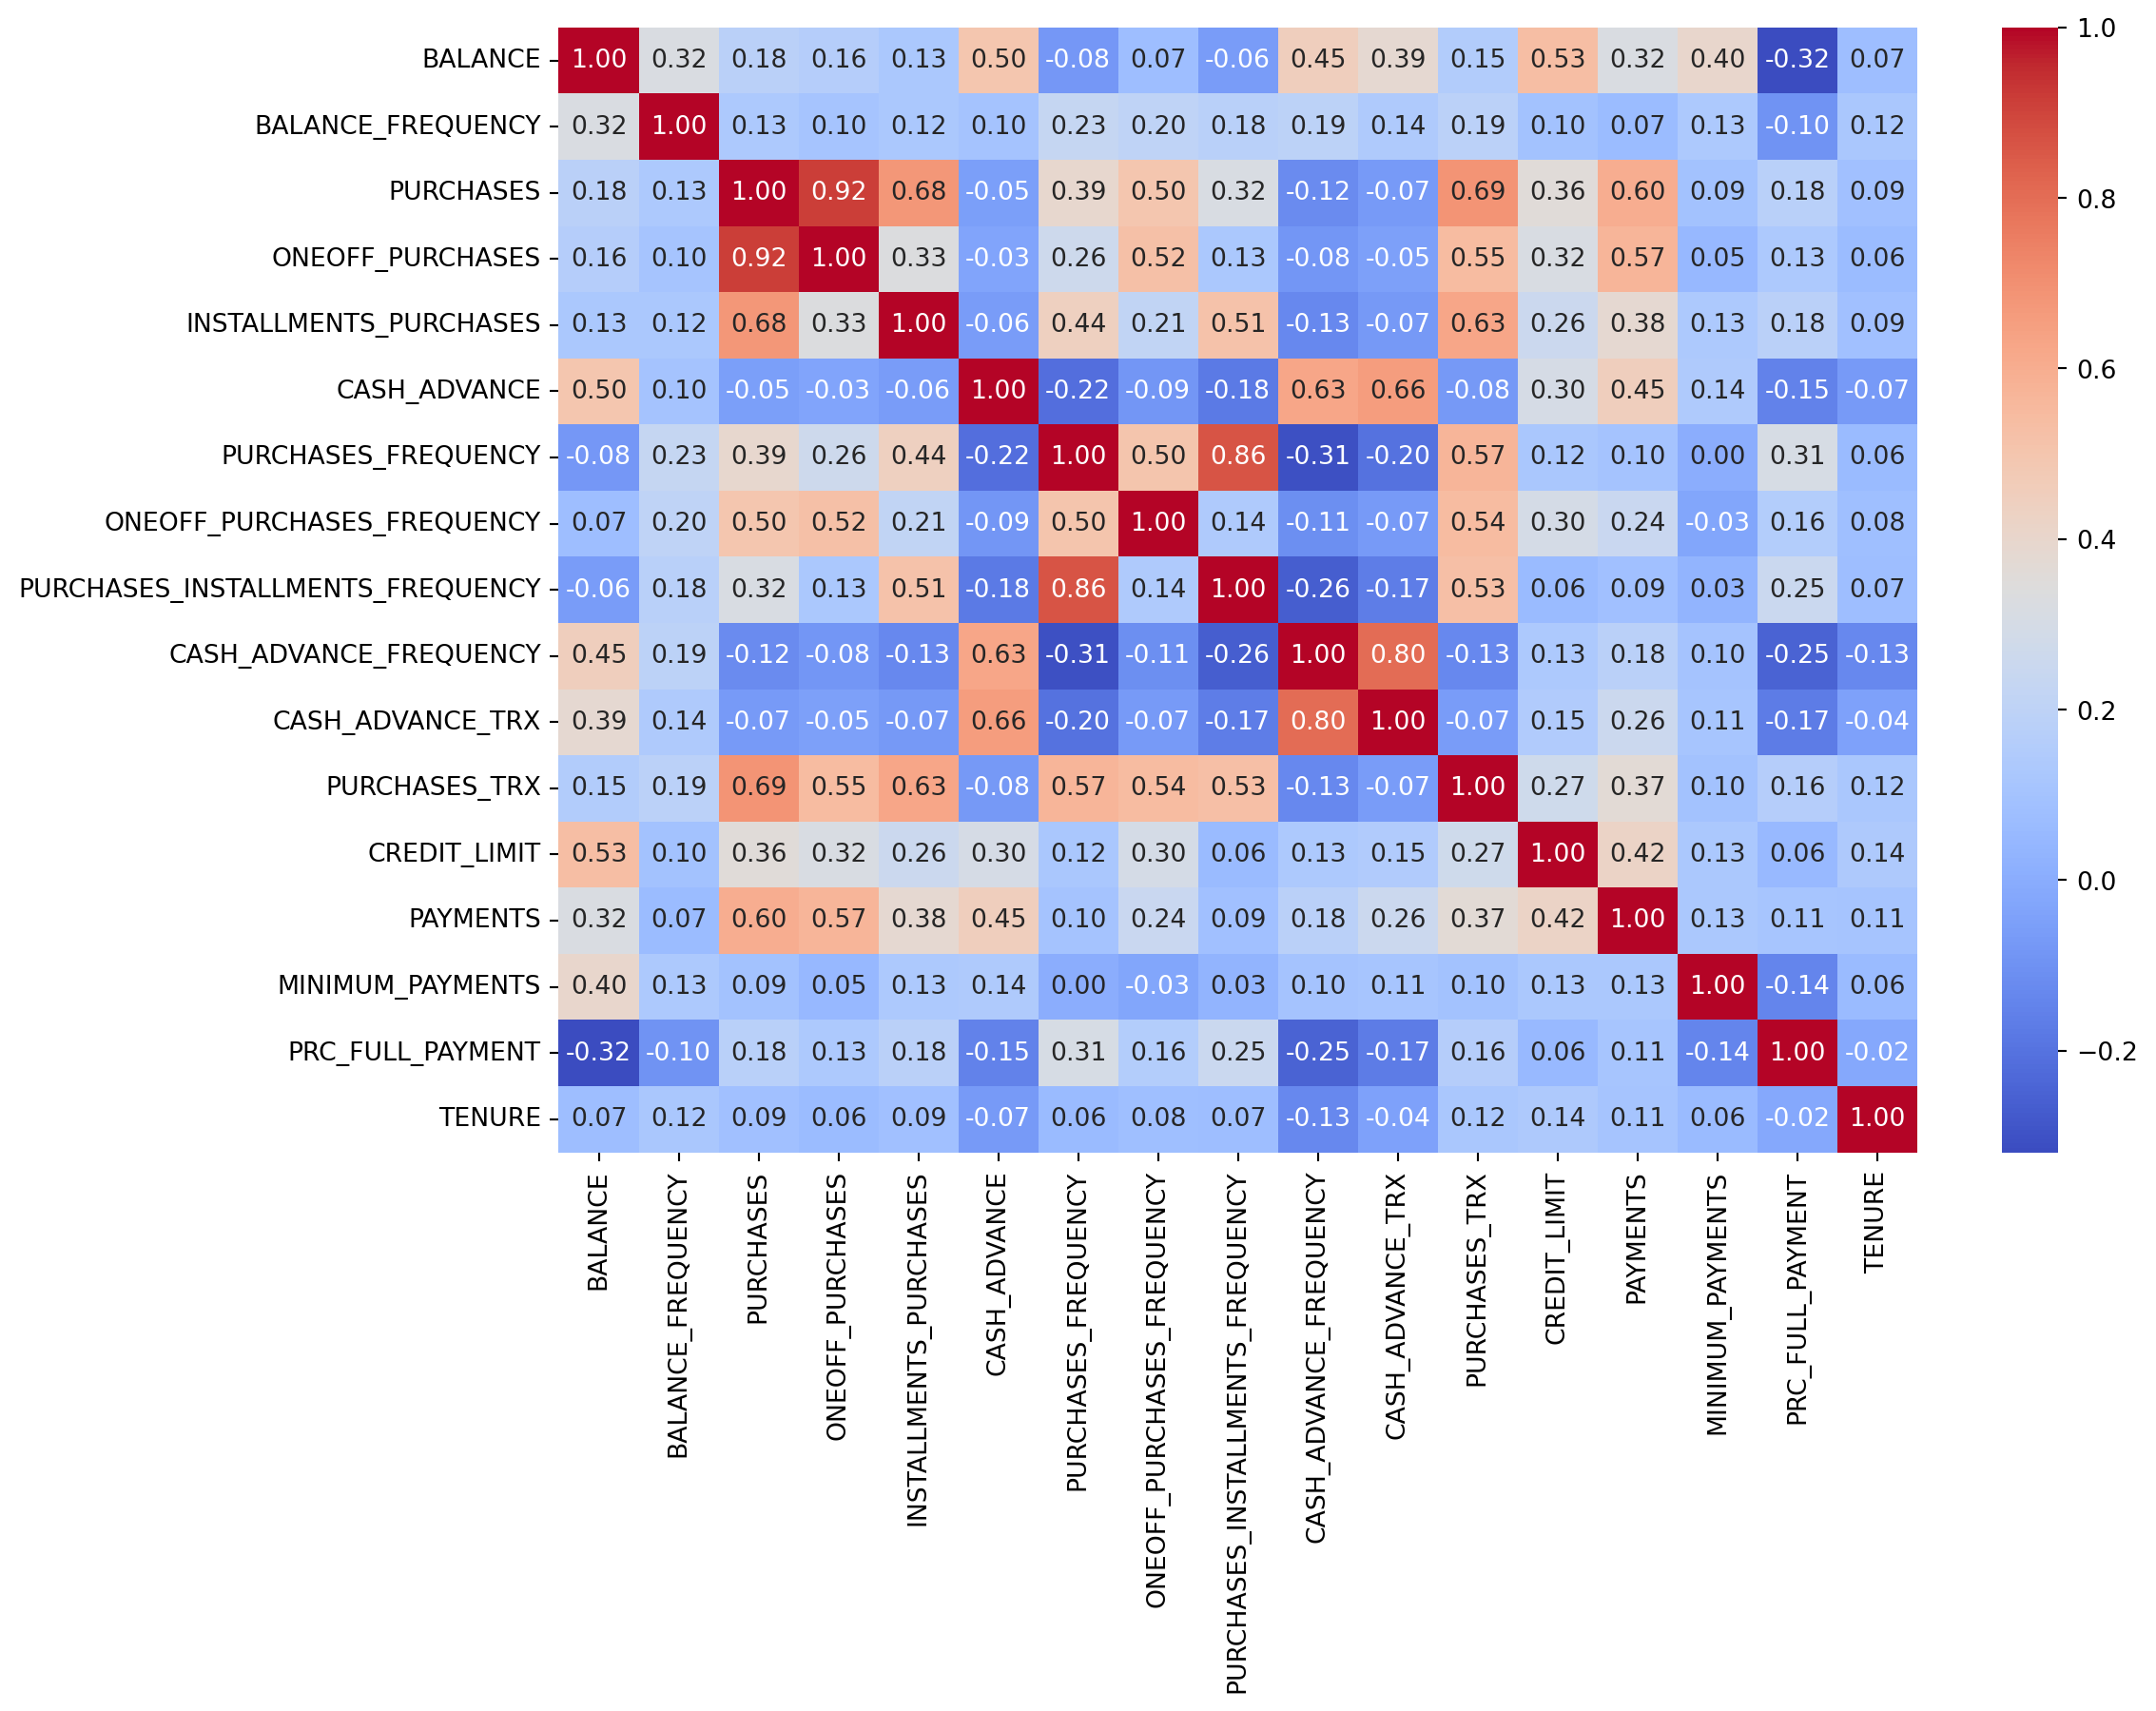 BALANCE 1.00 0.32 0.18 0.16 0.13 0.50 -0.08 0.07 -0.06 0.45 0.39 0.15 0.53 0.32 0.40 -0.32 0.07
BALANCE_FREQUENCY 0.32 1.00 0.13 0.10 0.12 0.10 0.23 0.20 0.18 0.19 0.14 0.19 0.10 0.07 0.13 -0.10 0.12
PURCHASES 0.18 0.13 1.00 0.92 0.68 -0.05 0.39 0.50 0.32 -0.12 -0.07 0.69 0.36 0.60 0.09 0.18 0.09
ONEOFF_PURCHASES 0.16 0.10 0.92 1.00 0.33 -0.03 0.26 0.52 0.13 -0.08 -0.05 0.55 0.32 0.57 0.05 0.13 0.06
INSTALLMENTS_PURCHASES 0.13 0.12 0.68 0.33 1.00 -0.06 0.44 0.21 0.51 -0.13 -0.07 0.63 0.26 0.38 0.13 0.18 0.09
CASH_ADVANCE 0.50 0.10 -0.05 -0.03 -0.06 1.00 -0.22 -0.09 -0.18 0.63 0.66 -0.08 0.30 0.45 0.14 -0.15 -0.07
PURCHASES_FREQUENCY -0.08 0.23 0.39 0.26 0.44 -0.22 1.00 0.50 0.86 -0.31 -0.20 0.57 0.12 0.10 0.00 0.31 0.06
ONEOFF_PURCHASES_FREQUENCY 0.07 0.20 0.50 0.52 0.21 -0.09 0.50 1.00 0.14 -0.11 -0.07 0.54 0.30 0.24 -0.03 0.16 0.08
PURCHASES_INSTALLMENTS_FREQUENCY -0.06 0.18 0.32 0.13 0.51 -0.18 0.86 0.14 1.00 -0.26 -0.17 0.53 0.06 0.09 0.03 0.25 0.07
CASH_ADVANCE_FREQUENCY 0.45 0.19 -0.12 -0.08 -0.13 0.63 -0.31 -0.11 -0.26 1.00 0.80 -0.13 0.13 0.18 0.10 -0.25 -0.13
CASH_ADVANCE_TRX 0.39 0.14 -0.07 -0.05 -0.07 0.66 -0.20 -0.07 -0.17 0.80 1.00 -0.07 0.15 0.26 0.11 -0.17 -0.04
PURCHASES_TRX 0.15 0.19 0.69 0.55 0.63 -0.08 0.57 0.54 0.53 -0.13 -0.07 1.00 0.27 0.37 0.10 0.16 0.12
CREDIT_LIMIT 0.53 0.10 0.36 0.32 0.26 0.30 0.12 0.30 0.06 0.13 0.15 0.27 1.00 0.42 0.13 0.06 0.14
PAYMENTS 0.32 0.07 0.60 0.57 0.38 0.45 0.10 0.24 0.09 0.18 0.26 0.37 0.42 1.00 0.13 0.11 0.11
MINIMUM_PAYMENTS 0.40 0.13 0.09 0.05 0.13 0.14 0.00 -0.03 0.03 0.10 0.11 0.10 0.13 0.13 1.00 -0.14 0.06
PRC_FULL_PAYMENT -0.32 -0.10 0.18 0.13 0.18 -0.15 0.31 0.16 0.25 -0.25 -0.17 0.16 0.06 0.11 -0.14 1.00 -0.02
TENURE 0.07 0.12 0.09 0.06 0.09 -0.07 0.06 0.08 0.07 -0.13 -0.04 0.12 0.14 0.11 0.06 -0.02 1.00
BALANCE
BALANCE_FREQUENCY
PURCHASES
ONEOFF_PURCHASES
INSTALLMENTS_PURCHASES
CASH_ADVANCE
PURCHASES_FREQUENCY
ONEOFF_PURCHASES_FREQUENCY
PURCHASES_INSTALLMENTS_FREQUENCY
CASH_ADVANCE_FREQUENCY
CASH_ADVANCE_TRX
PURCHASES_TRX
CREDIT_LIMIT
PAYMENTS
MINIMUM_PAYMENTS
PRC_FULL_PAYMENT
TENURE
1.0
0.8
0.6
0.4
0.2
0.0
−0.2